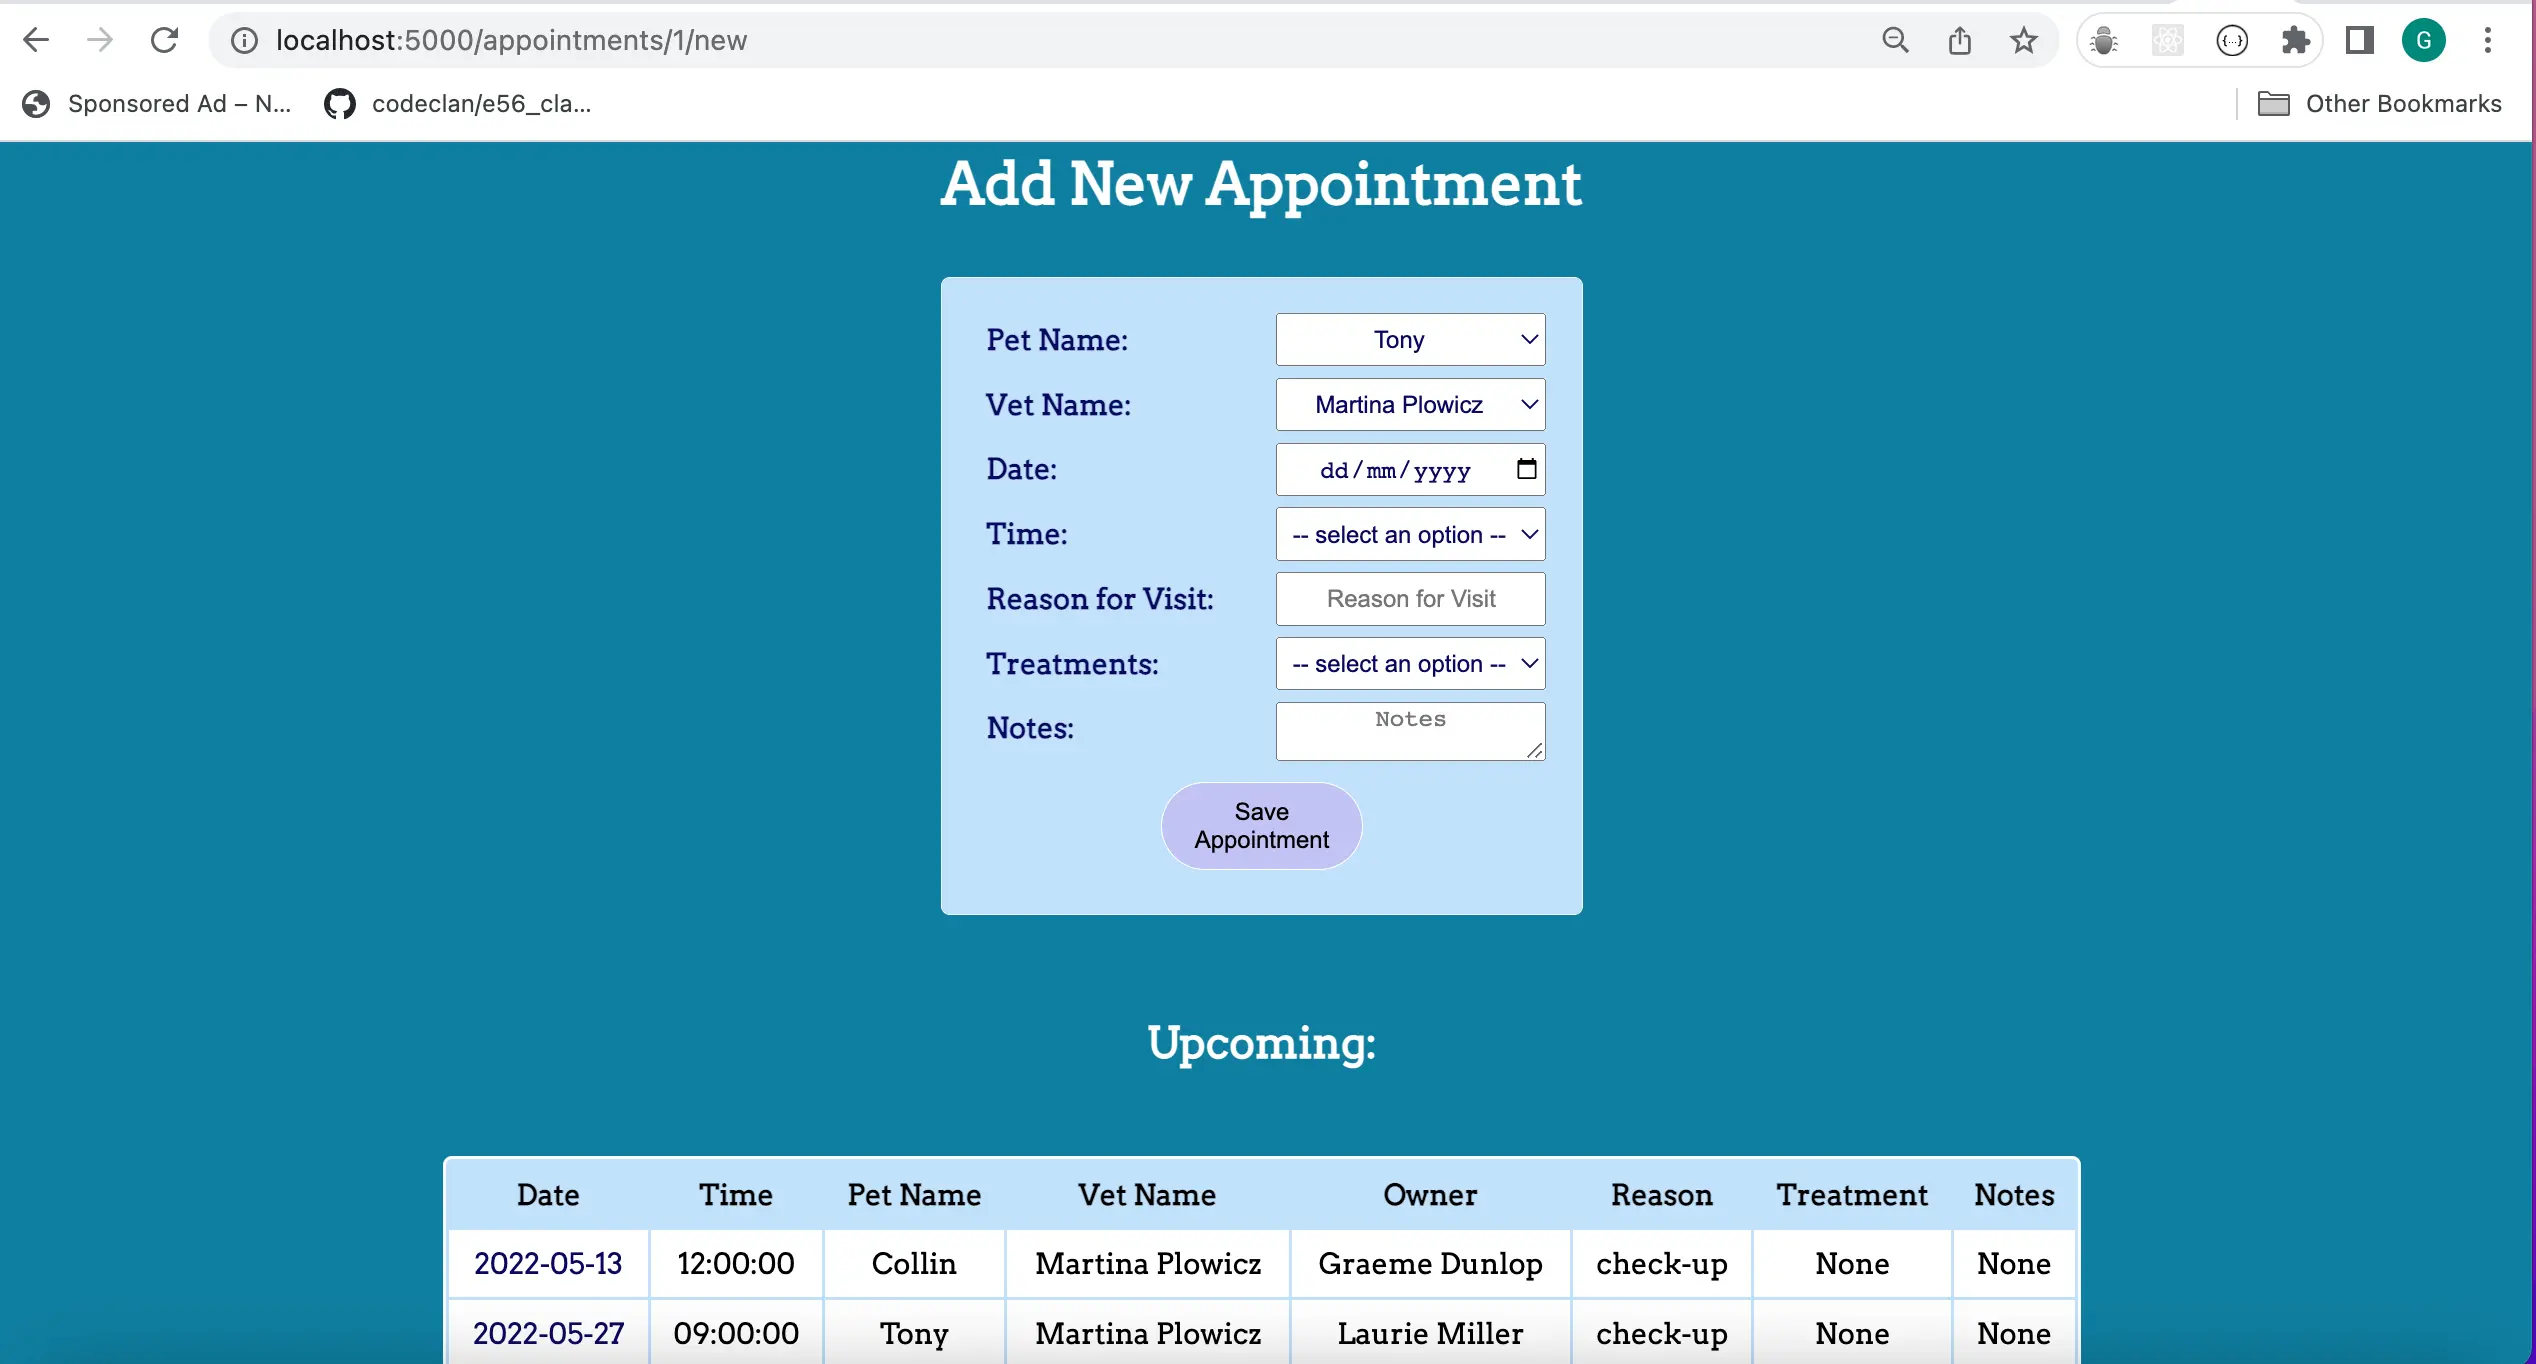 localhost:5000/appointments/1/new
G
Sponsored Ad – N...
codeclan/e56_cla...
Other Bookmarks
Add New Appointment
Pet Name: Tony
Vet Name: Martina Plowicz
Date: dd/mm/yyyy
Time: -- select an option --
Reason for Visit: Reason for Visit
Treatments: -- select an option --
Notes: Notes
Save
Appointment
Upcoming:
Date Time Pet Name Vet Name Owner Reason Treatment Notes
2022-05-13 12:00:00 Collin Martina Plowicz Graeme Dunlop check-up None None
2022-05-27 09:00:00 Tony Martina Plowicz Laurie Miller check-up None None